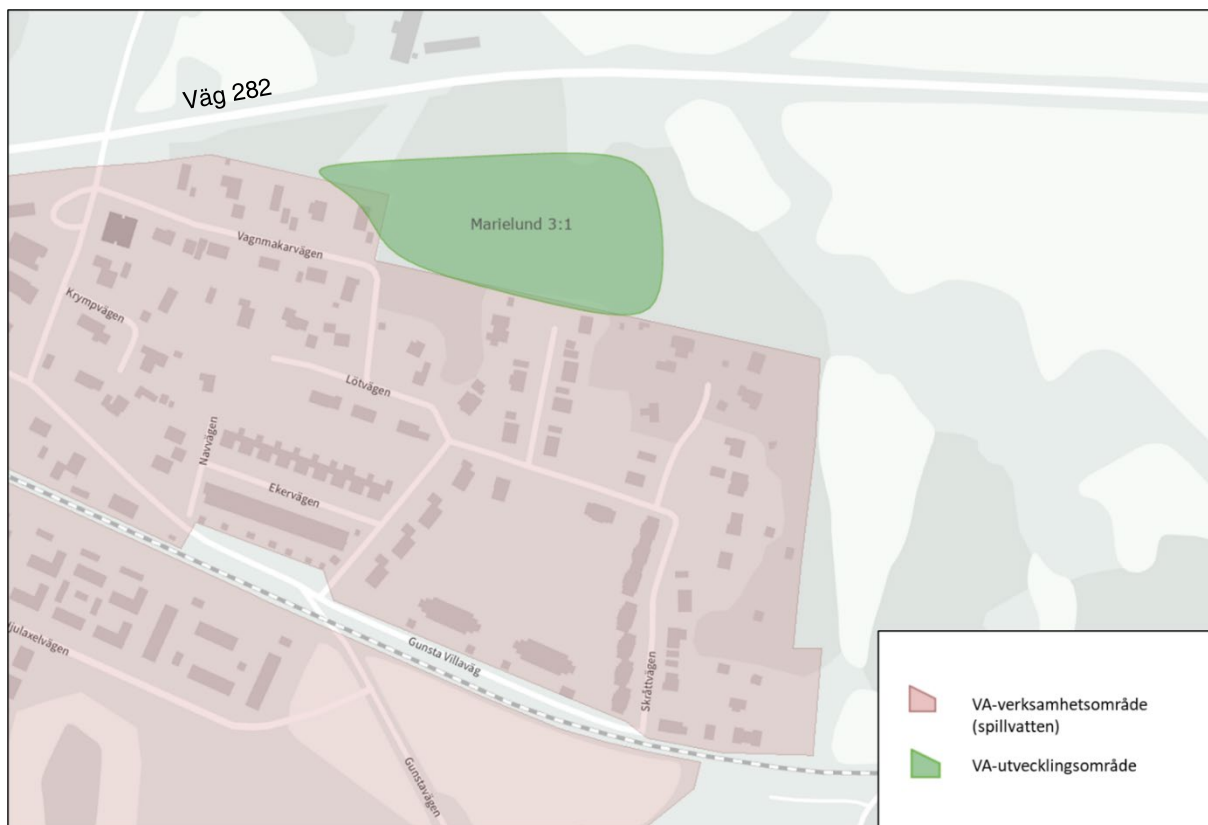 Väg 282
Marielund 3:1
Vagnmakarvägen
Krympvägen
Lötvägen
Navvägen
Ekervägen
Gunsta Villaväg
Hjulaxelvägen
Skråttvägen
Gunstavägen
VA-verksamhetsområde
(spillvatten)
VA-utvecklingsområde